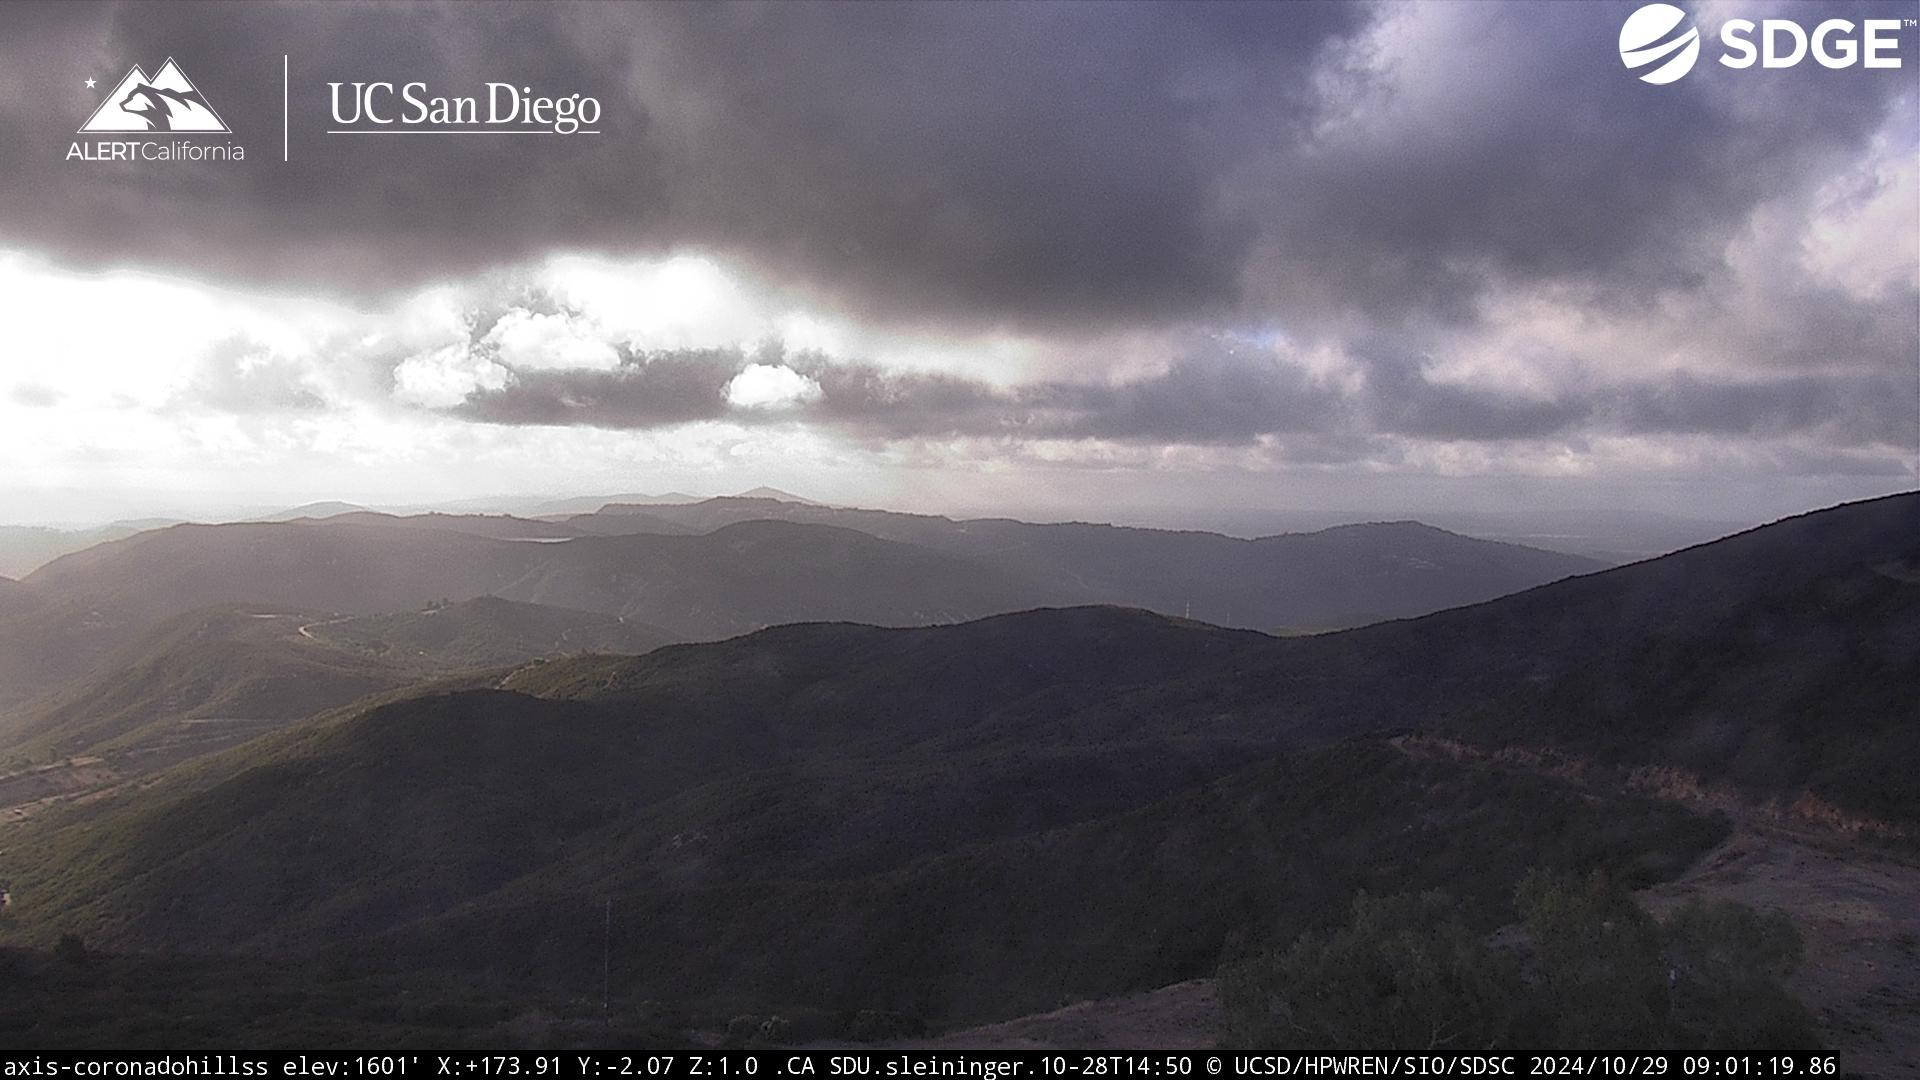 ALERTCalifornia
UC San Diego
SDGE™
axis-coronadohillss elev:1601' X:+173.91 Y:-2.07 Z:1.0 .CA SDU.sleininger.10-28T14:50 © UCSD/HPWREN/SIO/SDSC 2024/10/29 09:01:19.86